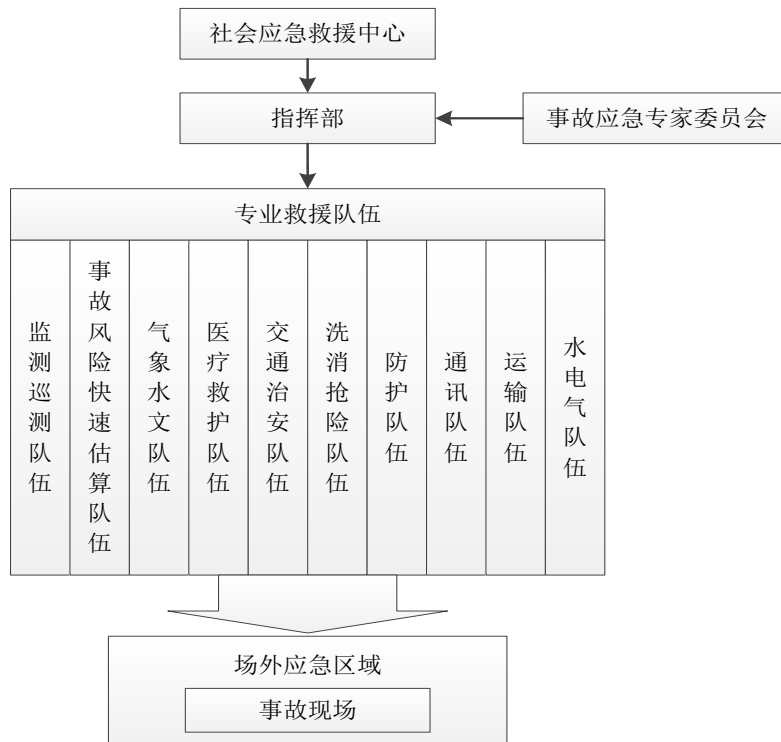 社会应急救援中心
指挥部
事故应急专家委员会
专业救援队伍
监测巡测队伍
事故风险快速估算队伍
气象水文队伍
医疗救护队伍
交通治安队伍
洗消抢险队伍
防护队伍
通讯队伍
运输队伍
水电气队伍
场外应急区域
事故现场